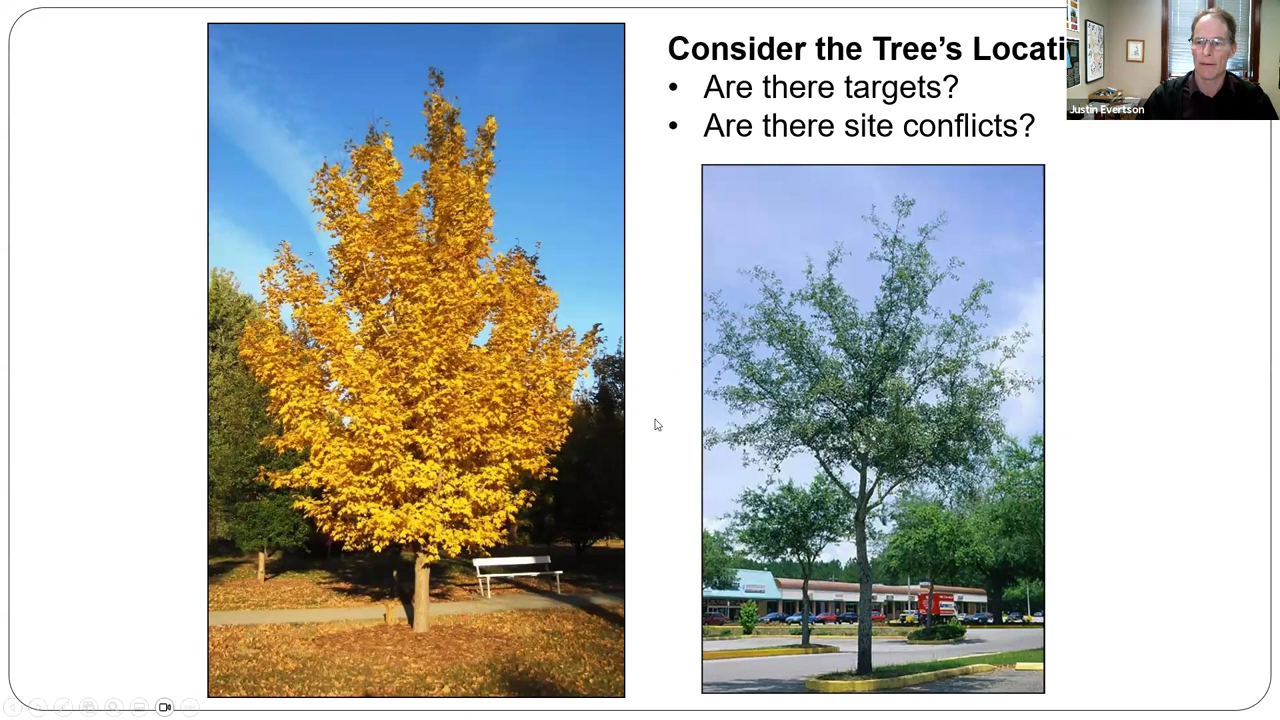 Consider the Tree's Locati
• Are there targets?
• Are there site conflicts?
Justin Evertson